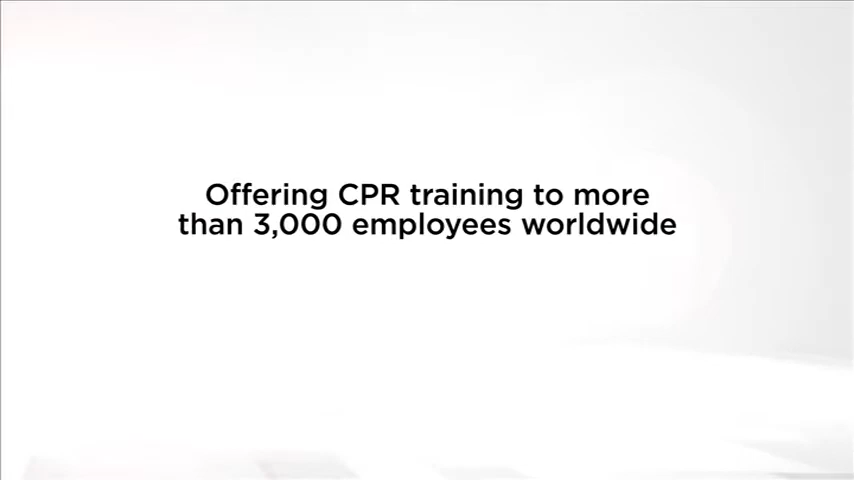 Offering CPR training to more
than 3,000 employees worldwide